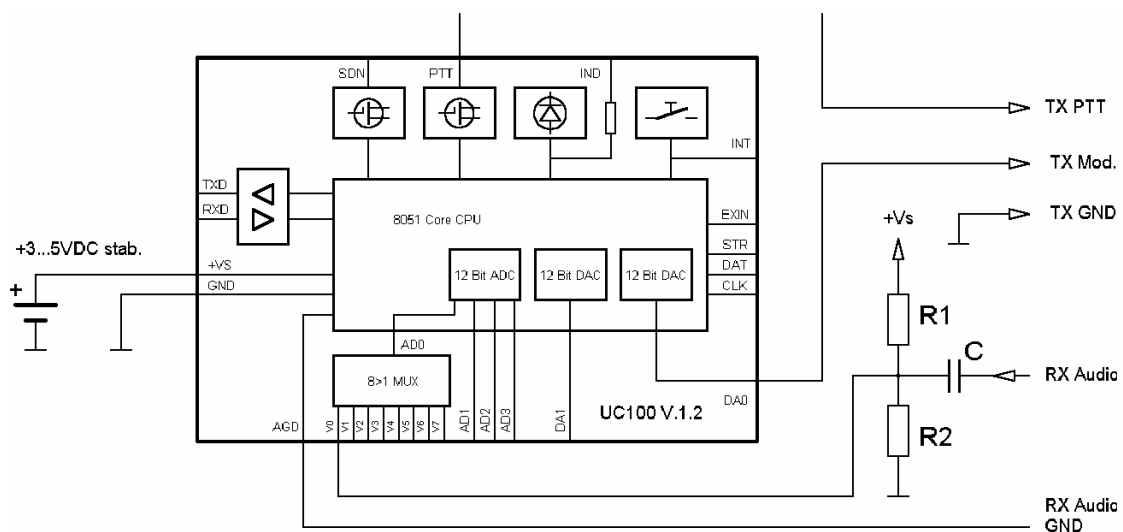 SDN
PTT
IND
TX PTT
INT
TX Mod.
TXD
RXD
8051 Core CPU
EXIN
+Vs
TX GND
+3...5VDC stab.
STR
+VS
DAT
GND
CLK
12 Bit ADC
12 Bit DAC
12 Bit DAC
+
R1
AD0
C
8>1 MUX
RX Audio
DA0
UC100 V.1.2
AGD
V0
V1
V2
V3
V4
V5
V6
V7
AD1
AD2
AD3
DA1
R2
RX Audio
GND